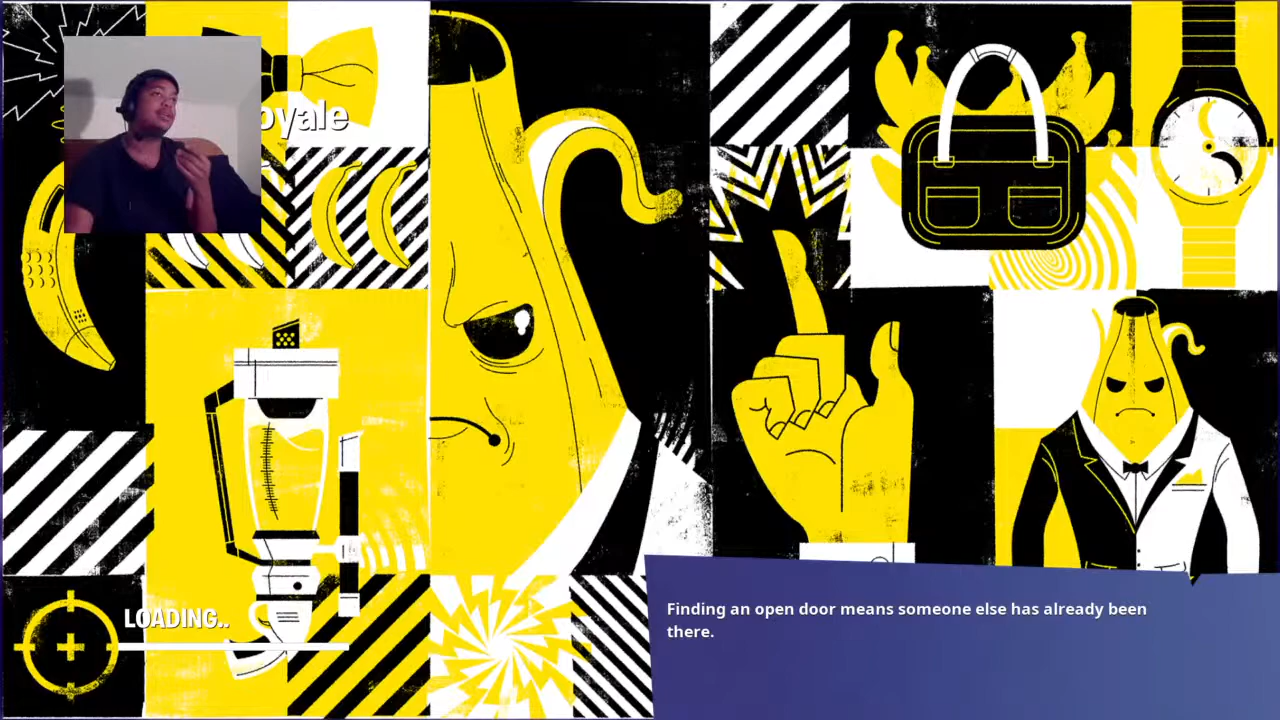 oyale
LOADING..
Finding an open door means someone else has already been
there.